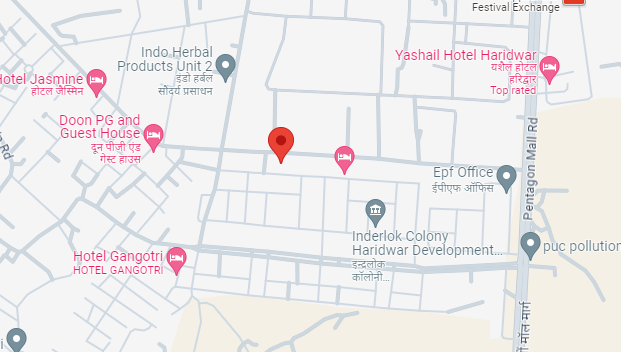 Festival Exchange
Indo Herbal
Products Unit 2
इंडो हर्बल
सौंदर्य प्रसाधन
Yashail Hotel Haridwar
यशैल होटल
हरिद्वार
Top rated
Hotel Jasmine
होटल जैस्मिन
Doon PG and
Guest House
दून पीजी एंड
गेस्ट हाउस
Rd
Pentagon Mall Rd
Epf Office
ईपीएफ ऑफिस
Inderlok Colony
Haridwar Development...
इन्द्रलोक
कॉलोनी...
Hotel Gangotri
HOTEL GANGOTRI
puc pollution
मॉल मार्ग